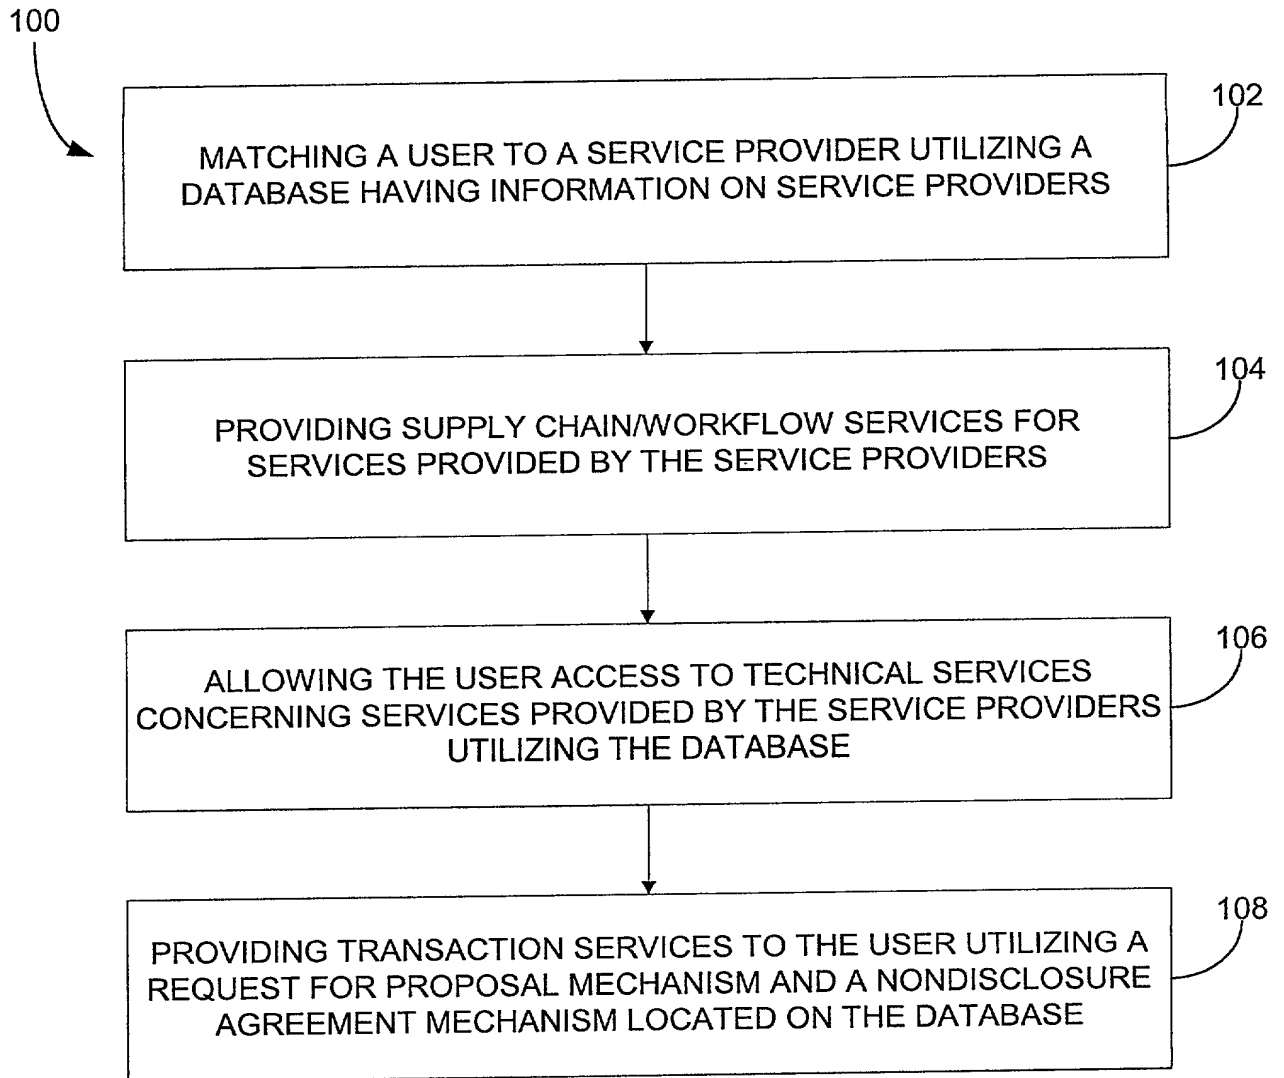 100
102
MATCHING A USER TO A SERVICE PROVIDER UTILIZING A
DATABASE HAVING INFORMATION ON SERVICE PROVIDERS
104
PROVIDING SUPPLY CHAIN/WORKFLOW SERVICES FOR
SERVICES PROVIDED BY THE SERVICE PROVIDERS
106
ALLOWING THE USER ACCESS TO TECHNICAL SERVICES
CONCERNING SERVICES PROVIDED BY THE SERVICE PROVIDERS
UTILIZING THE DATABASE
108
PROVIDING TRANSACTION SERVICES TO THE USER UTILIZING A
REQUEST FOR PROPOSAL MECHANISM AND A NONDISCLOSURE
AGREEMENT MECHANISM LOCATED ON THE DATABASE